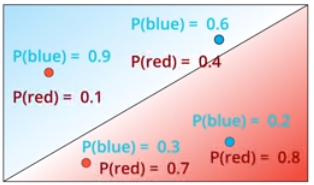 P(blue) = 0.6
P(blue) = 0.9
P(red) = 0.4
P(red) = 0.1
P(blue) = 0.2
P(blue) = 0.3
P(red) = 0.8
P(red) = 0.7